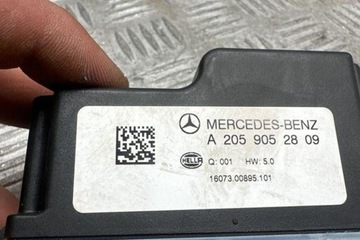 MERCEDES-BENZ
A 205 905 28 09
HELLA
Q: 001 HW: 5.0
16073.00895.101